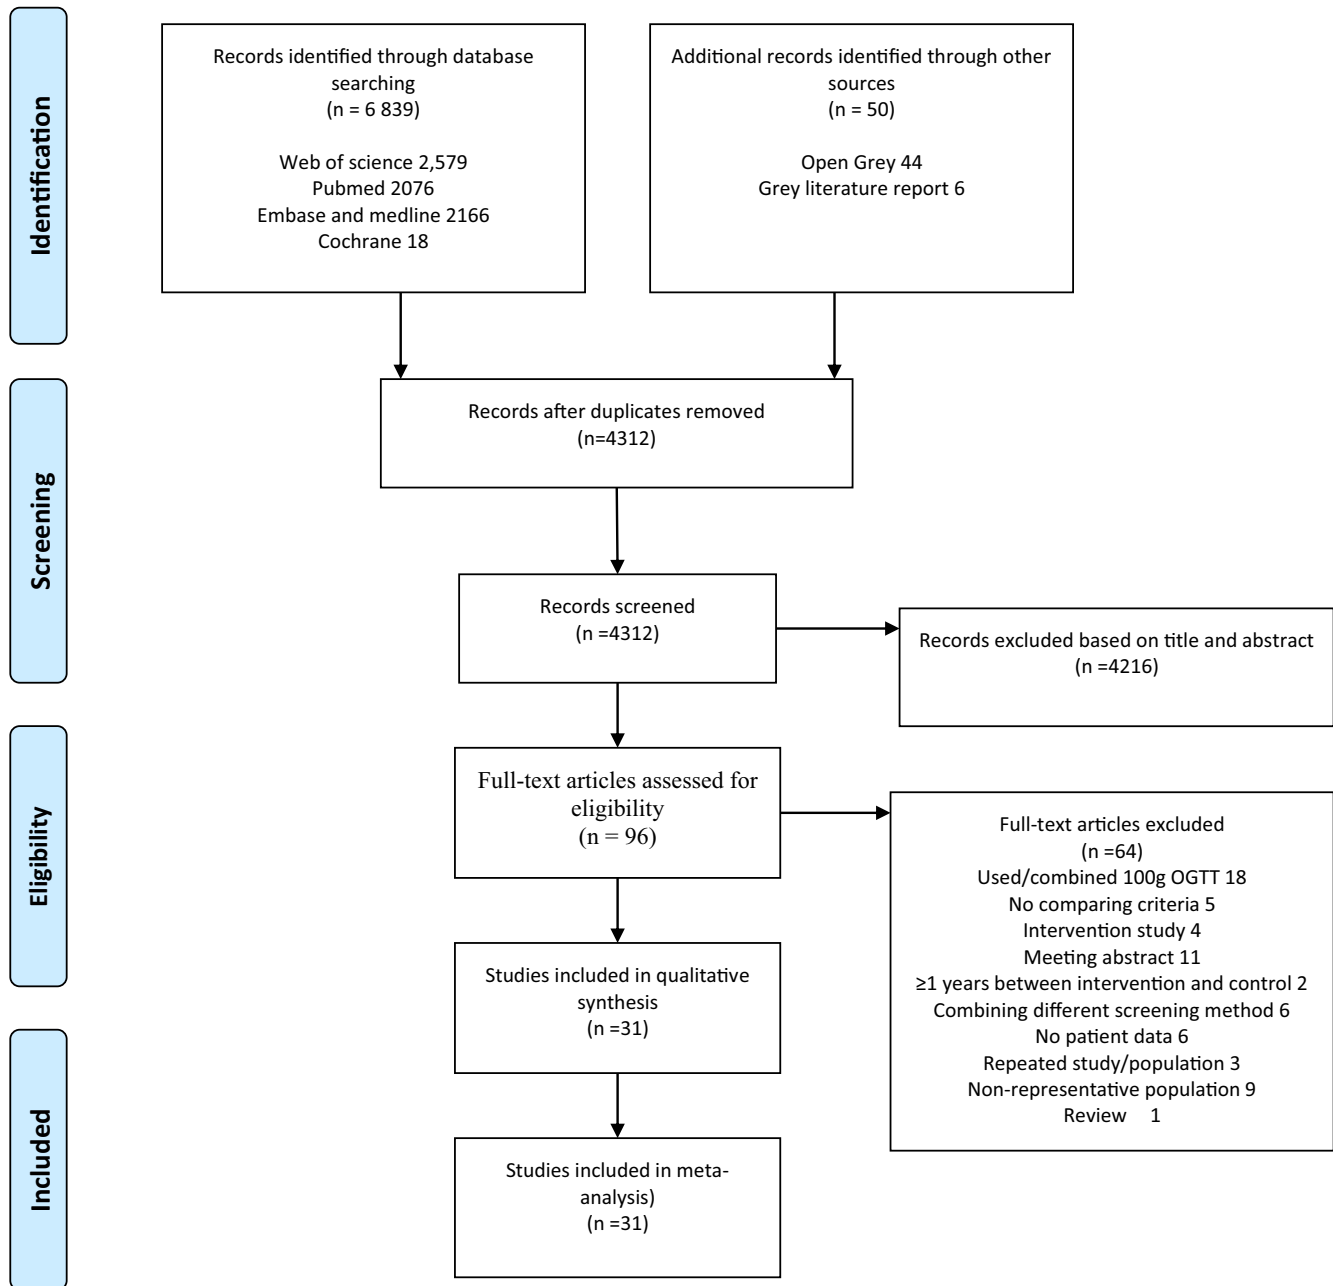 Identification
Records identified through database
searching
(n = 6 839)
Web of science 2,579
Pubmed 2076
Embase and medline 2166
Cochrane 18
Additional records identified through other
sources
(n = 50)
Open Grey 44
Grey literature report 6
Screening
Records after duplicates removed
(n=4312)
Records screened
(n =4312)
Records excluded based on title and abstract
(n =4216)
Eligibility
Full-text articles assessed for
eligibility
(n = 96)
Full-text articles excluded
(n =64)
Used/combined 100g OGTT 18
No comparing criteria 5
Intervention study 4
Meeting abstract 11
≥1 years between intervention and control 2
Combining different screening method 6
No patient data 6
Repeated study/population 3
Non-representative population 9
Review 1
Studies included in qualitative
synthesis
(n =31)
Included
Studies included in meta-
analysis)
(n =31)